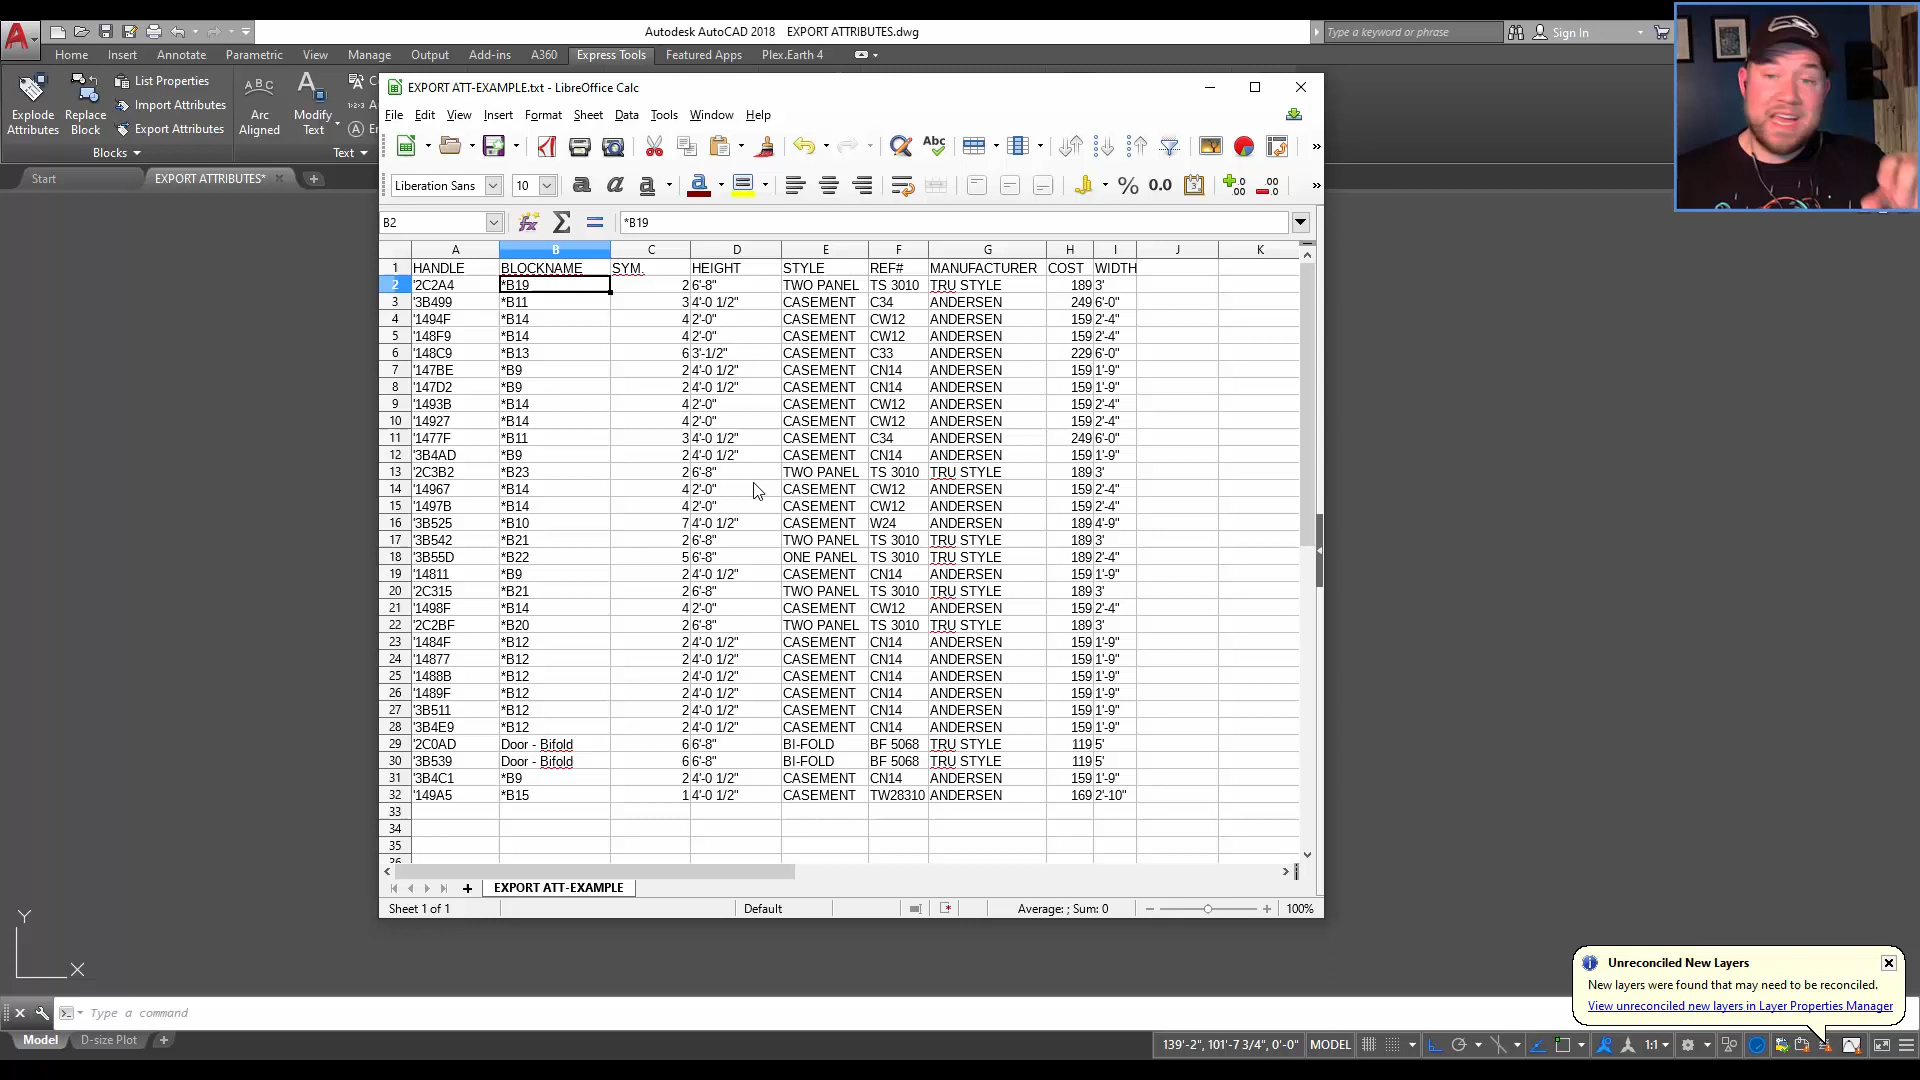 Autodesk AutoCAD 2018 EXPORT ATTRIBUTES.dwg
Type a keyword or phrase
Sign In
Home Insert Annotate Parametric View Manage Output Add-ins A360 Express Tools Featured Apps Plex.Earth 4
Explode Attributes
Replace Block
List Properties
Import Attributes
Export Attributes
Blocks
ABC
Arc Aligned
Modify Text
Text
Start
EXPORT ATTRIBUTES*
EXPORT ATT-EXAMPLE.txt - LibreOffice Calc
File Edit View Insert Format Sheet Data Tools Window Help
Liberation Sans 10
B2 *B19
A B C D E F G H I J K
1 HANDLE BLOCKNAME SYM. HEIGHT STYLE REF# MANUFACTURER COST WIDTH
2 '2C2A4 *B19 2 6'-8" TWO PANEL TS 3010 TRU STYLE 189 3'
3 '3B499 *B11 3 4'-0 1/2" CASEMENT C34 ANDERSEN 249 6'-0"
4 '1494F *B14 4 2'-0" CASEMENT CW12 ANDERSEN 159 2'-4"
5 '148F9 *B14 4 2'-0" CASEMENT CW12 ANDERSEN 159 2'-4"
6 '148C9 *B13 6 3'-1/2" CASEMENT C33 ANDERSEN 229 6'-0"
7 '147BE *B9 2 4'-0 1/2" CASEMENT CN14 ANDERSEN 159 1'-9"
8 '147D2 *B9 2 4'-0 1/2" CASEMENT CN14 ANDERSEN 159 1'-9"
9 '1493B *B14 4 2'-0" CASEMENT CW12 ANDERSEN 159 2'-4"
10 '14927 *B14 4 2'-0" CASEMENT CW12 ANDERSEN 159 2'-4"
11 '1477F *B11 3 4'-0 1/2" CASEMENT C34 ANDERSEN 249 6'-0"
12 '3B4AD *B9 2 4'-0 1/2" CASEMENT CN14 ANDERSEN 159 1'-9"
13 '2C3B2 *B23 2 6'-8" TWO PANEL TS 3010 TRU STYLE 189 3'
14 '14967 *B14 4 2'-0" CASEMENT CW12 ANDERSEN 159 2'-4"
15 '1497B *B14 4 2'-0" CASEMENT CW12 ANDERSEN 159 2'-4"
16 '3B525 *B10 7 4'-0 1/2" CASEMENT W24 ANDERSEN 189 4'-9"
17 '3B542 *B21 2 6'-8" TWO PANEL TS 3010 TRU STYLE 189 3'
18 '3B55D *B22 5 6'-8" ONE PANEL TS 3010 TRU STYLE 189 2'-4"
19 '14811 *B9 2 4'-0 1/2" CASEMENT CN14 ANDERSEN 159 1'-9"
20 '2C315 *B21 2 6'-8" TWO PANEL TS 3010 TRU STYLE 189 3'
21 '1498F *B14 4 2'-0" CASEMENT CW12 ANDERSEN 159 2'-4"
22 '2C2BF *B20 2 6'-8" TWO PANEL TS 3010 TRU STYLE 189 3'
23 '1484F *B12 2 4'-0 1/2" CASEMENT CN14 ANDERSEN 159 1'-9"
24 '14877 *B12 2 4'-0 1/2" CASEMENT CN14 ANDERSEN 159 1'-9"
25 '1488B *B12 2 4'-0 1/2" CASEMENT CN14 ANDERSEN 159 1'-9"
26 '1489F *B12 2 4'-0 1/2" CASEMENT CN14 ANDERSEN 159 1'-9"
27 '3B511 *B12 2 4'-0 1/2" CASEMENT CN14 ANDERSEN 159 1'-9"
28 '3B4E9 *B12 2 4'-0 1/2" CASEMENT CN14 ANDERSEN 159 1'-9"
29 '2C0AD Door - Bifold 6 6'-8" BI-FOLD BF 5068 TRU STYLE 119 5'
30 '3B539 Door - Bifold 6 6'-8" BI-FOLD BF 5068 TRU STYLE 119 5'
31 '3B4C1 *B9 2 4'-0 1/2" CASEMENT CN14 ANDERSEN 159 1'-9"
32 '149A5 *B15 1 4'-0 1/2" CASEMENT TW28310 ANDERSEN 169 2'-10"
33
34
35
EXPORT ATT-EXAMPLE
Sheet 1 of 1 Default Average: ; Sum: 0 100%
Y
X
Unreconciled New Layers
New layers were found that may need to be reconciled.
View unreconciled new layers in Layer Properties Manager
Type a command
Model D-size Plot
139'-2", 101'-7 3/4", 0'-0" MODEL 1:1